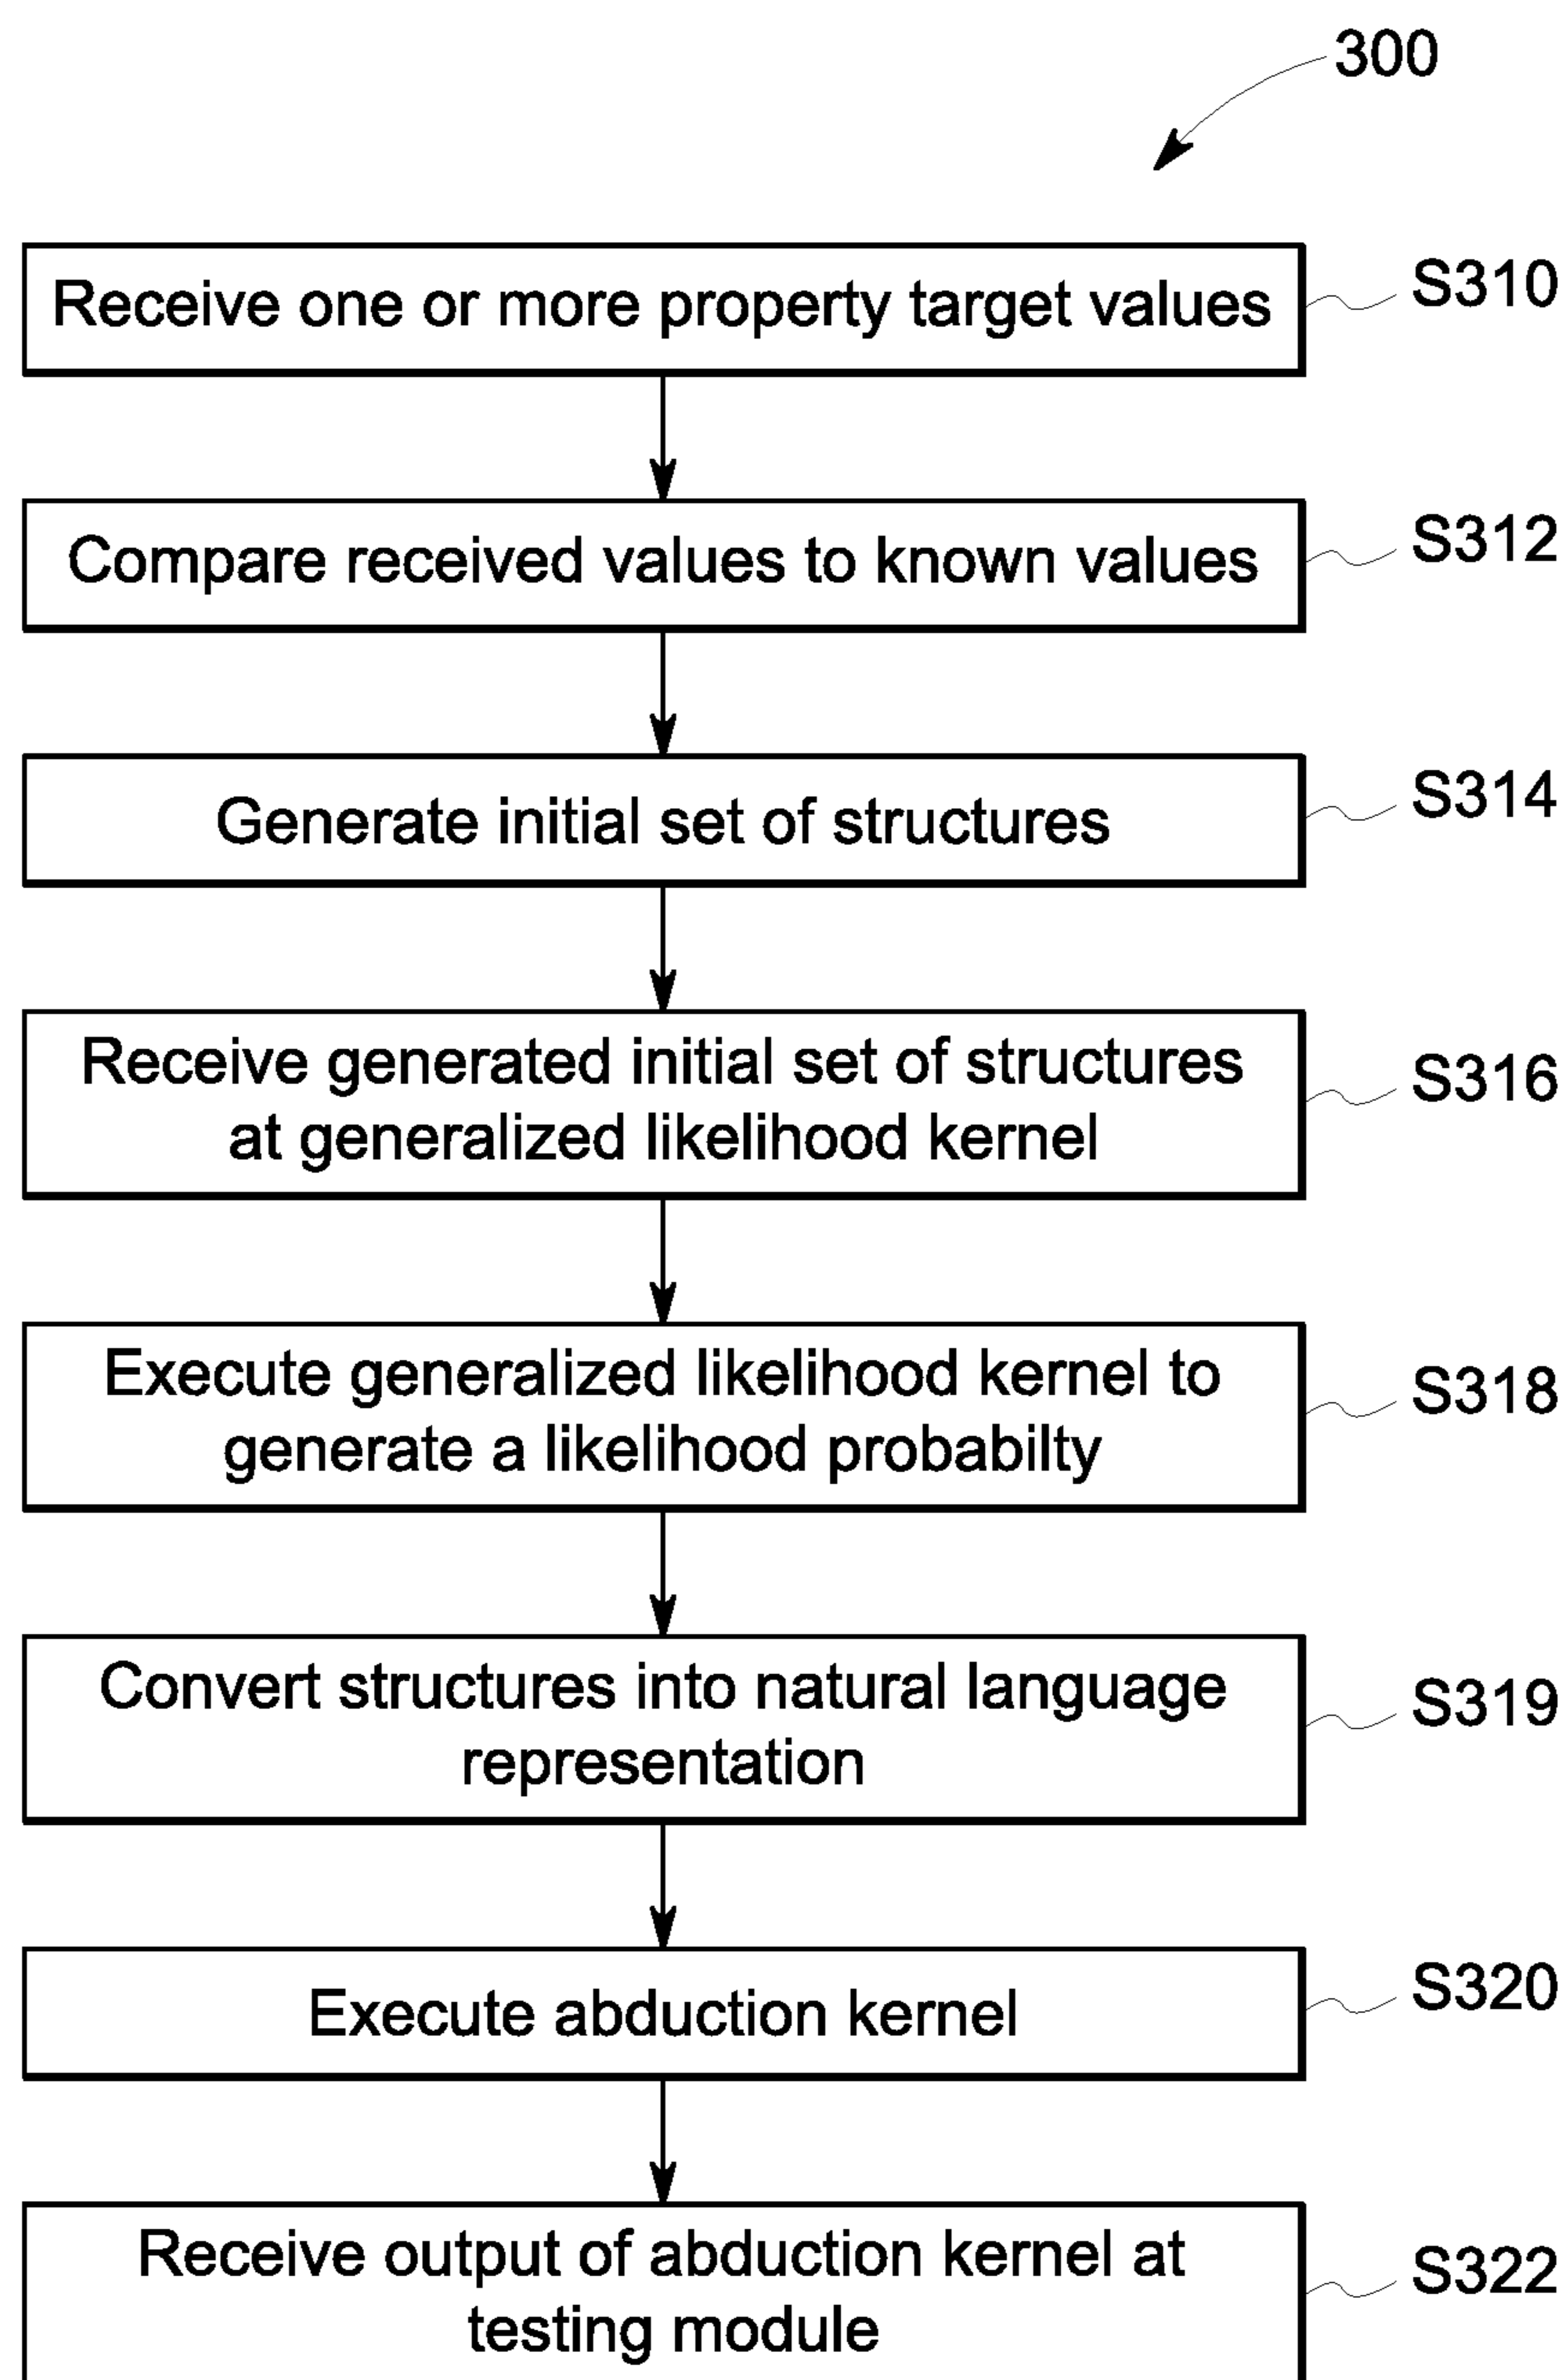 300
Receive one or more property target values
S310
Compare received values to known values
S312
Generate initial set of structures
S314
Receive generated initial set of structures
at generalized likelihood kernel
S316
Execute generalized likelihood kernel to
generate a likelihood probabilty
S318
Convert structures into natural language
representation
S319
Execute abduction kernel
S320
Receive output of abduction kernel at
testing module
S322